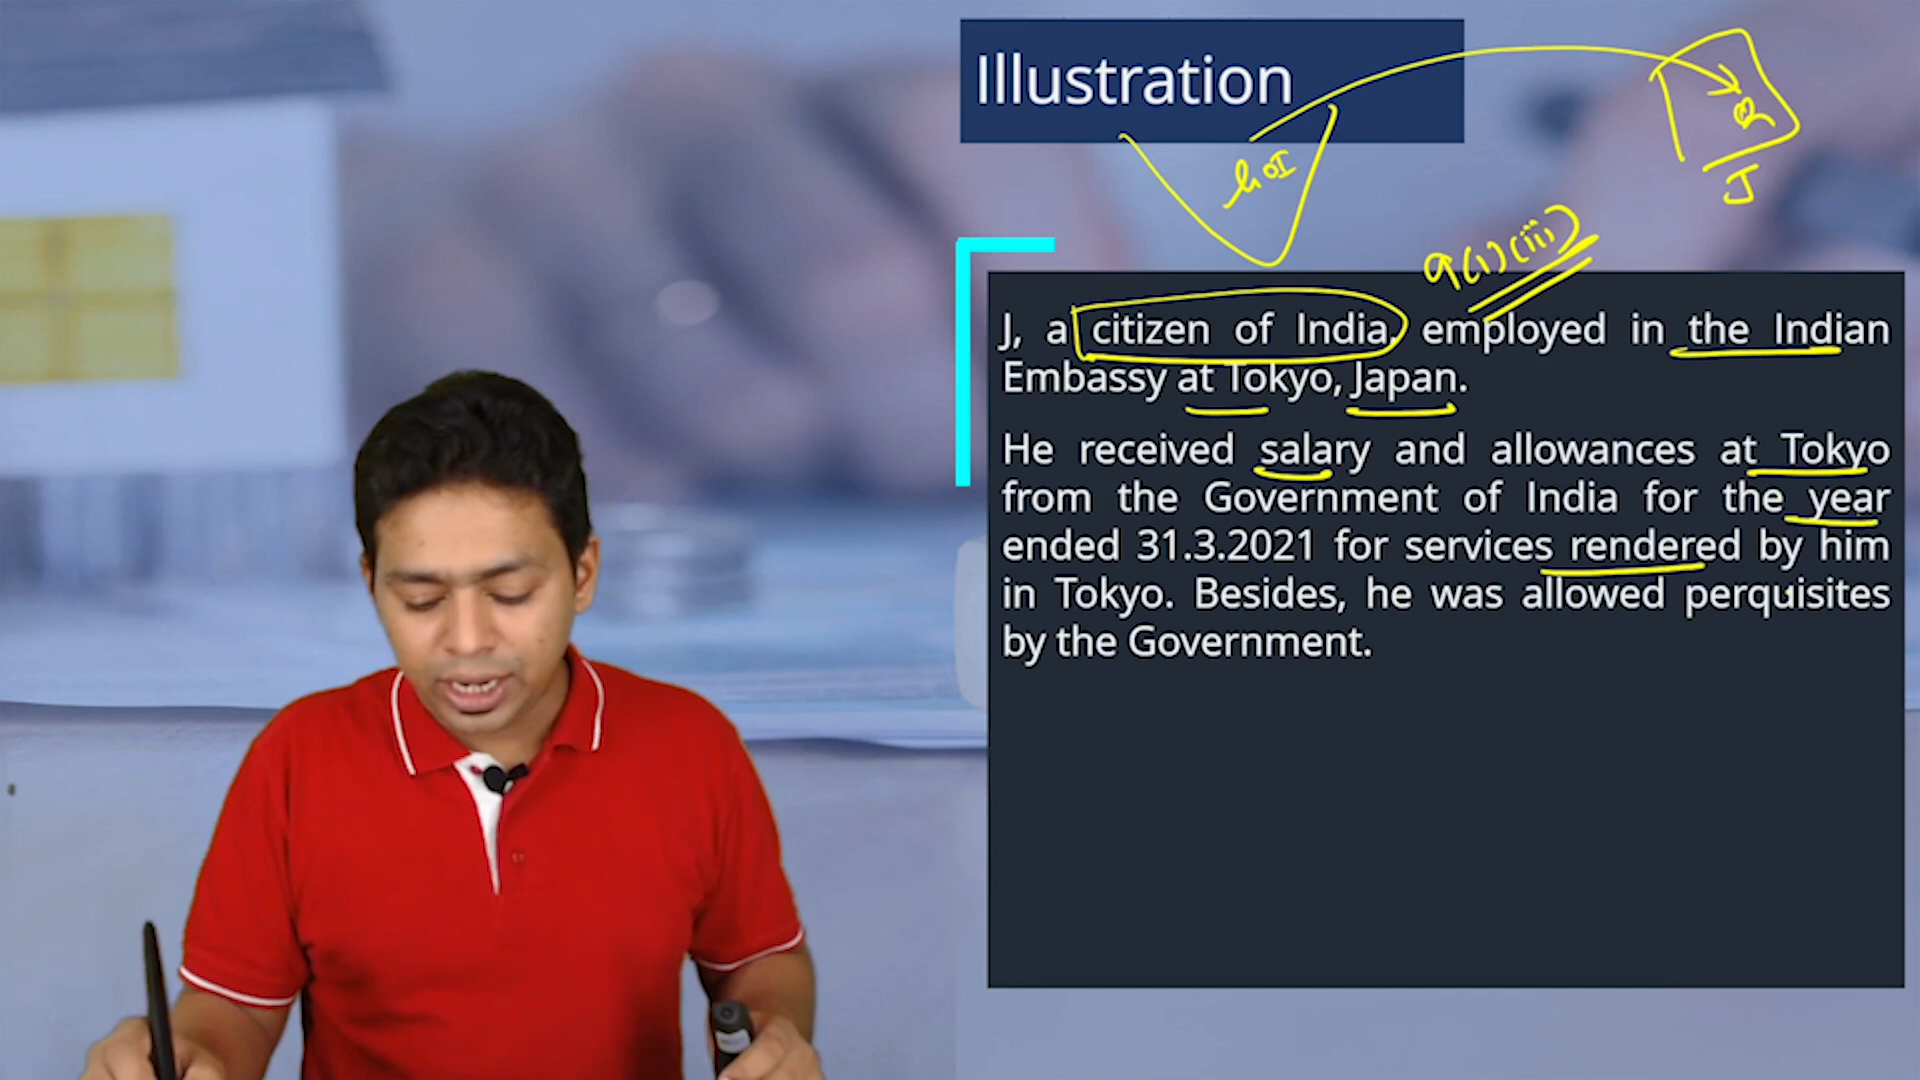 Illustration
GOI
J
9(1)(iii)
J, a citizen of India, employed in the Indian
Embassy at Tokyo, Japan.
He received salary and allowances at Tokyo
from the Government of India for the year
ended 31.3.2021 for services rendered by him
in Tokyo. Besides, he was allowed perquisites
by the Government.